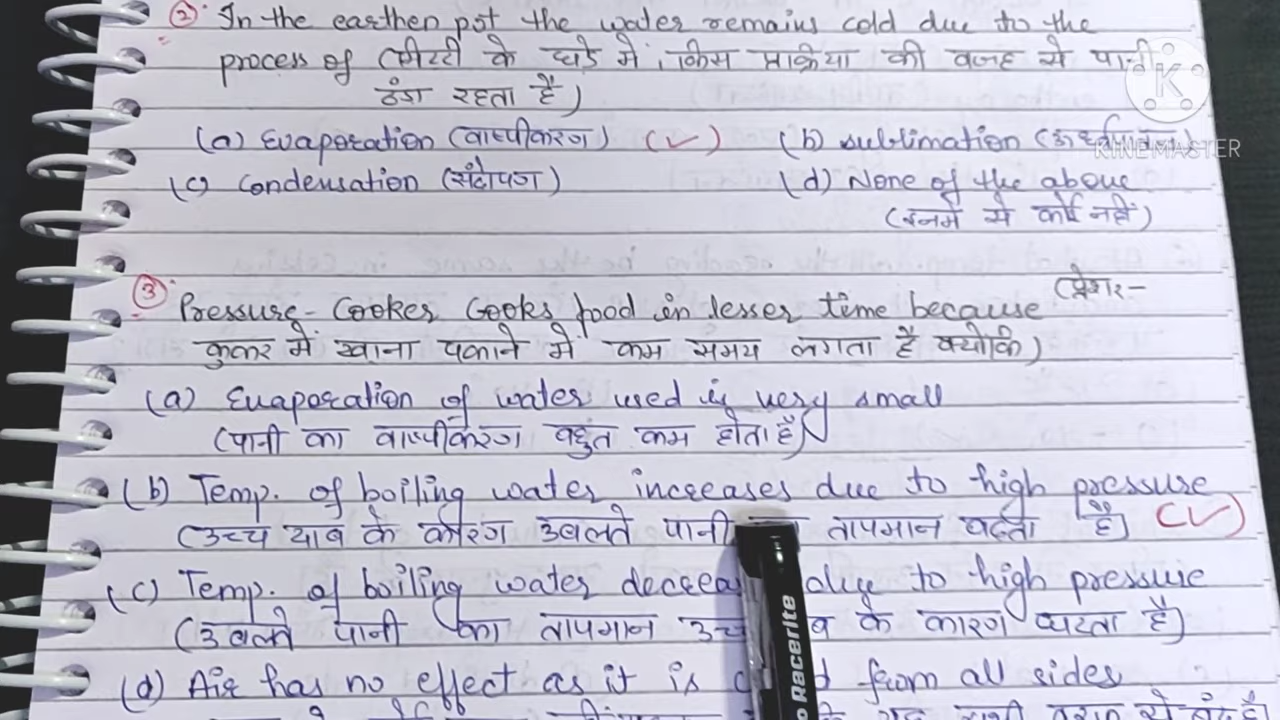 ② In the earthen pot the water remains cold due to the
process of (मिटटी के घडे में, किस प्रक्रिया की वजह से पानी
ठंडा रहता है)
(a) Evaporation (वाष्पीकरण) (✓) (b) sublimation
(c) Condensation (d) None of the above
(इनमे से कोई नहीं)
③ (प्रेशर-
Pressure-Cooker Cooks food in lesser time because
कुकर में खाना पकाने में कम समय लगता है क्योकि)
(a) Evaporation of water used is very small
(पानी का वाष्पीकरण बहुत कम होता है)
(b) Temp. of boiling water increases due to high pressure
(उच्च दाब के कारण उबलते पानी तापमान बढ़ता है) (✓)
(c) Temp. of boiling water due to high pressure
(उबलते पानी का तापमान के कारण घटता है)
(d) Air has no effect as it is from all sides
K
KINEMASTER
Racerite